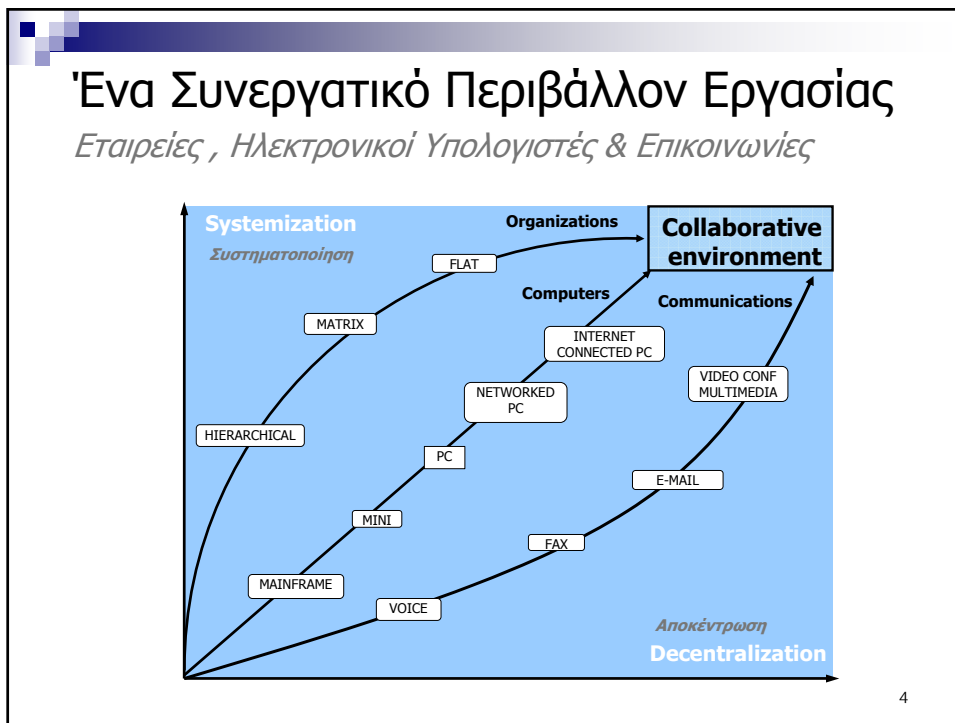 Ένα Συνεργατικό Περιβάλλον Εργασίας
Εταιρείες , Ηλεκτρονικοί Υπολογιστές & Επικοινωνίες
Systemization
Συστηματοποίηση
Organizations
Collaborative
environment
FLAT
Computers
Communications
MATRIX
INTERNET
CONNECTED PC
VIDEO CONF
MULTIMEDIA
NETWORKED
PC
HIERARCHICAL
PC
E-MAIL
MINI
FAX
MAINFRAME
VOICE
Αποκέντρωση
Decentralization
4